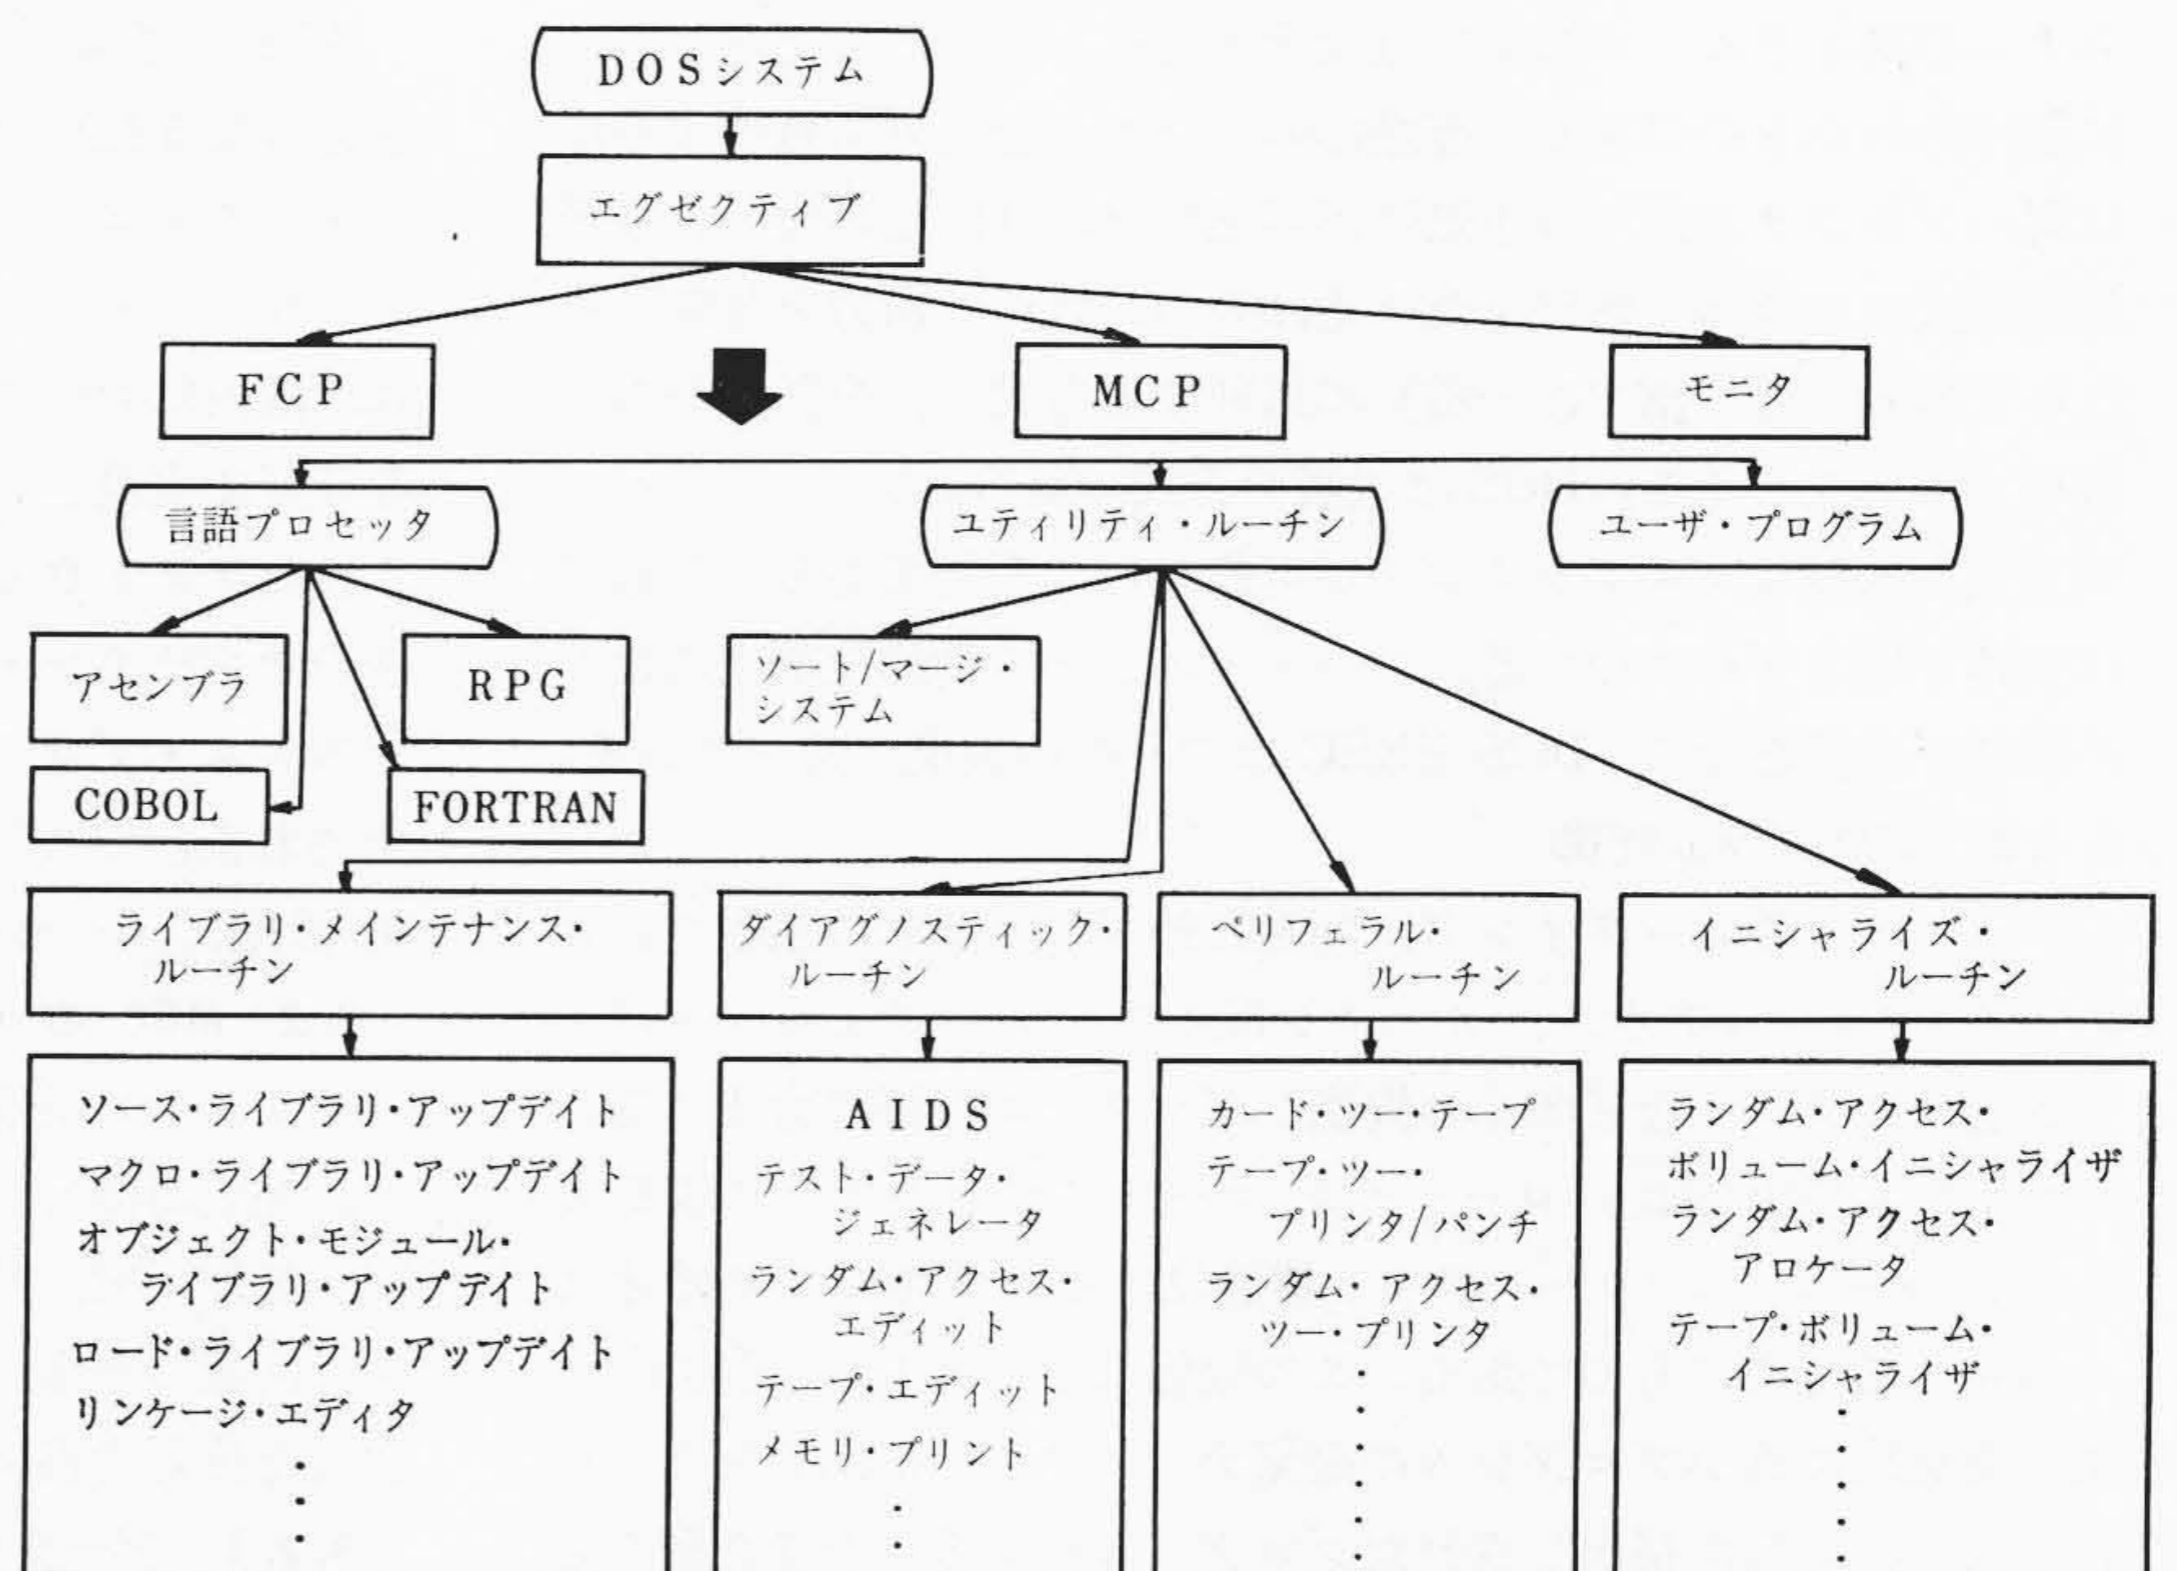 DOSシステム
エグゼクティブ
FCP
MCP
モニタ
言語プロセッタ
ユティリティ・ルーチン
ユーザ・プログラム
アセンブラ
RPG
ソート/マージ・
システム
COBOL
FORTRAN
ライブラリ・メインテナンス・
ルーチン
ダイアグノスティック・
ルーチン
ペリフェラル・
ルーチン
イニシャライズ・
ルーチン
ソース・ライブラリ・アップデイト
マクロ・ライブラリ・アップデイト
オブジェクト・モジュール・
ライブラリ・アップデイト
ロード・ライブラリ・アップデイト
リンケージ・エディタ
AIDS
テスト・データ・
ジェネレータ
ランダム・アクセス・
エディット
テープ・エディット
メモリ・プリント
カード・ツー・テープ
テープ・ツー・
プリンタ/パンチ
ランダム・アクセス・
ツー・プリンタ
ランダム・アクセス・
ボリューム・イニシャライザ
ランダム・アクセス・
アロケータ
テープ・ボリューム・
イニシャライザ